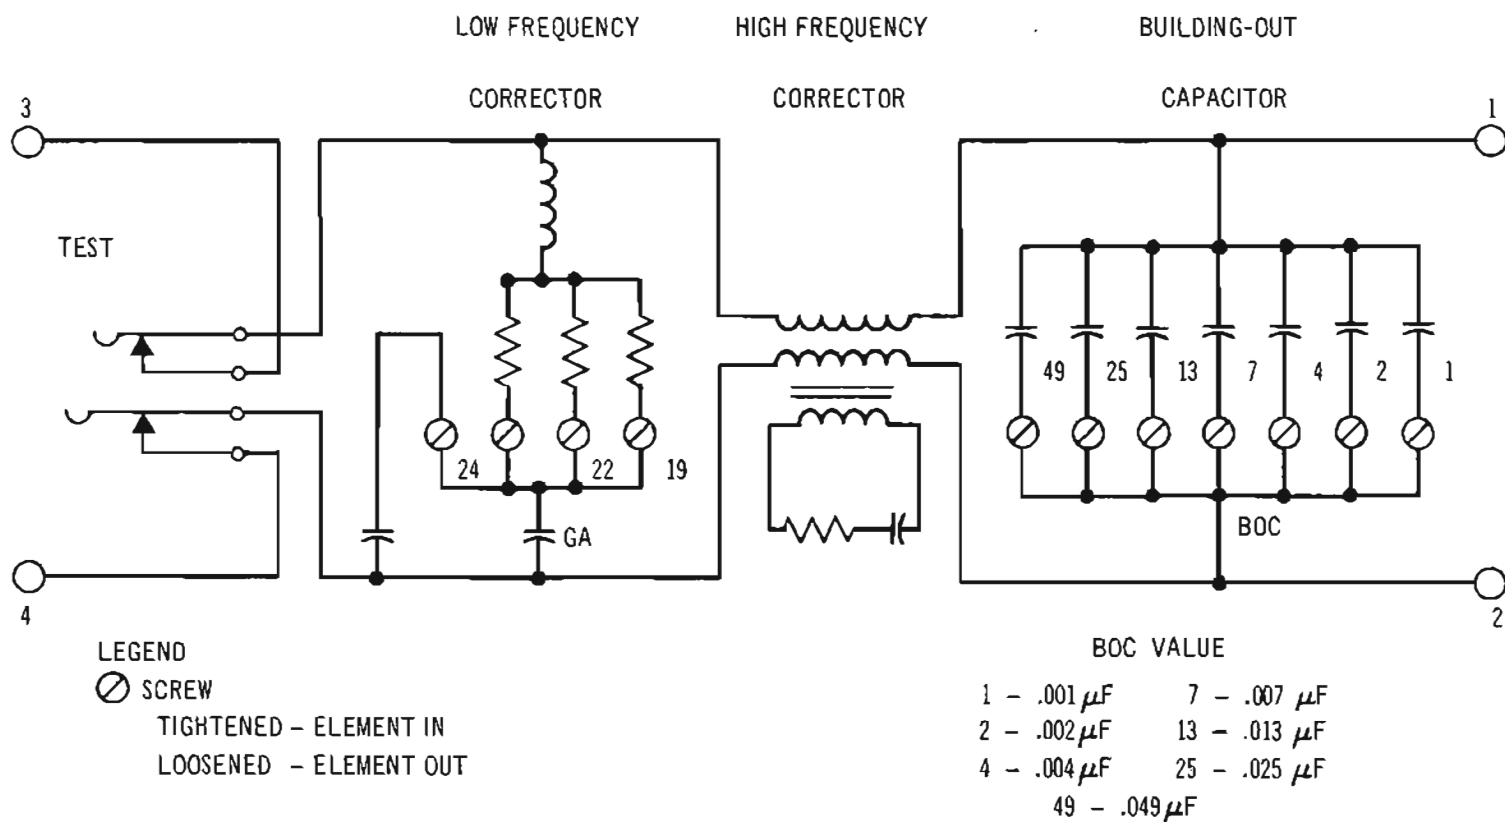 LOW FREQUENCY
CORRECTOR
HIGH FREQUENCY
CORRECTOR
BUILDING-OUT
CAPACITOR
3
1
TEST
49 25 13 7 4 2 1
24 22 19
GA
BOC
4
2
LEGEND
SCREW
TIGHTENED – ELEMENT IN
LOOSENED – ELEMENT OUT
BOC VALUE
1 – .001 µF 7 – .007 µF
2 – .002 µF 13 – .013 µF
4 – .004 µF 25 – .025 µF
49 – .049 µF